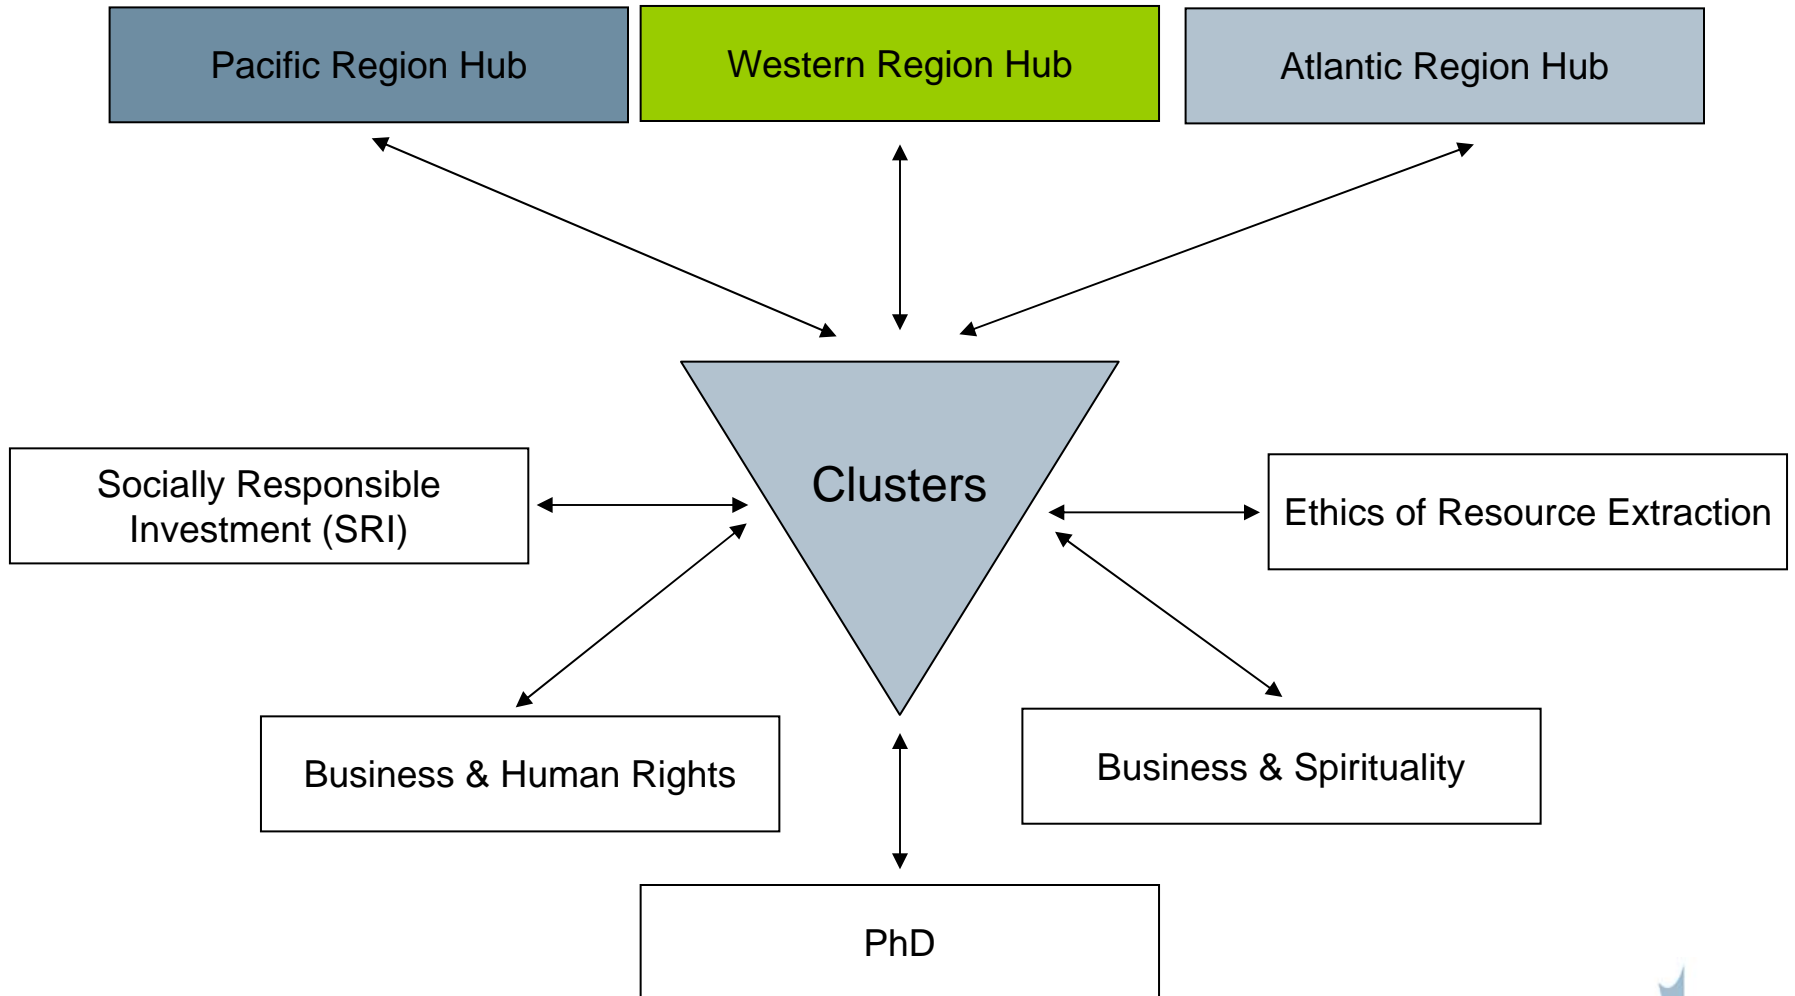 Pacific Region Hub
Western Region Hub
Atlantic Region Hub
Clusters
Socially Responsible
Investment (SRI)
Ethics of Resource Extraction
Business & Human Rights
Business & Spirituality
PhD